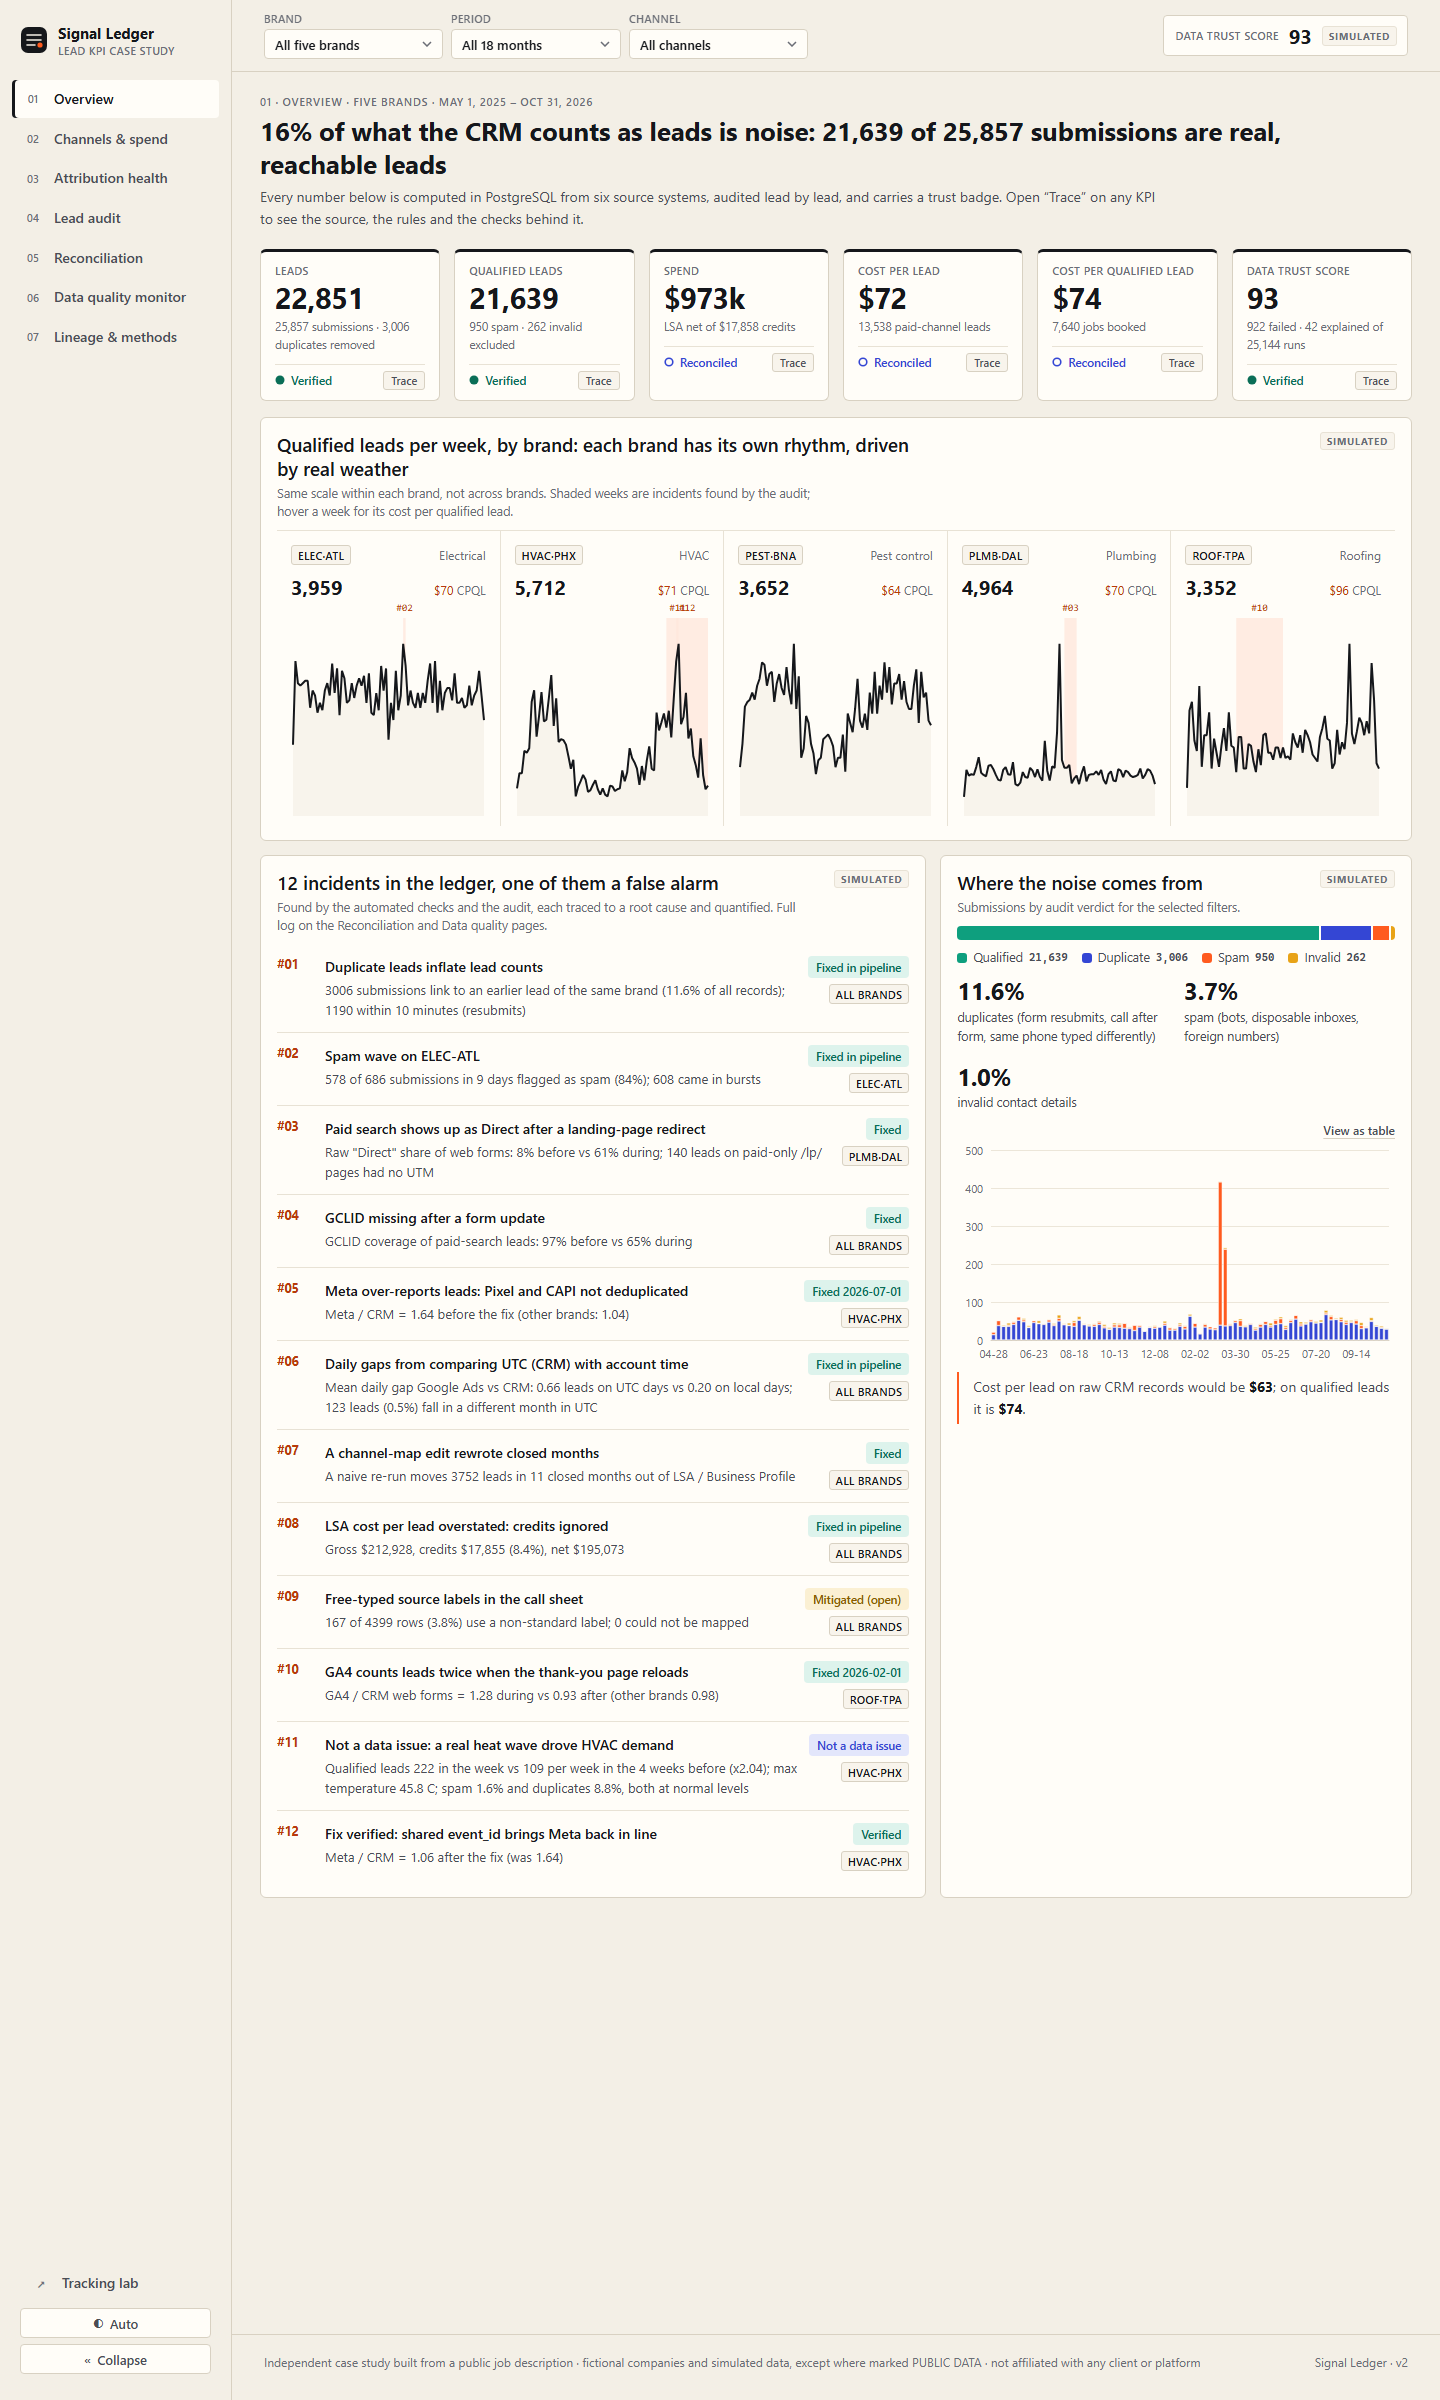 Signal Ledger
LEAD KPI CASE STUDY
01 Overview
02 Channels & spend
03 Attribution health
04 Lead audit
05 Reconciliation
06 Data quality monitor
07 Lineage & methods
Tracking lab
Auto
« Collapse
BRAND
All five brands
PERIOD
All 18 months
CHANNEL
All channels
DATA TRUST SCORE 93 SIMULATED
01 · OVERVIEW · FIVE BRANDS · MAY 1, 2025 – OCT 31, 2026
16% of what the CRM counts as leads is noise: 21,639 of 25,857 submissions are real,
reachable leads
Every number below is computed in PostgreSQL from six source systems, audited lead by lead, and carries a trust badge. Open “Trace” on any KPI
to see the source, the rules and the checks behind it.
LEADS
22,851
25,857 submissions · 3,006
duplicates removed
Verified Trace
QUALIFIED LEADS
21,639
950 spam · 262 invalid
excluded
Verified Trace
SPEND
$973k
LSA net of $17,858 credits
Reconciled Trace
COST PER LEAD
$72
13,538 paid-channel leads
Reconciled Trace
COST PER QUALIFIED LEAD
$74
7,640 jobs booked
Reconciled Trace
DATA TRUST SCORE
93
922 failed · 42 explained of
25,144 runs
Verified Trace
Qualified leads per week, by brand: each brand has its own rhythm, driven
by real weather
SIMULATED
Same scale within each brand, not across brands. Shaded weeks are incidents found by the audit;
hover a week for its cost per qualified lead.
ELEC·ATL Electrical
3,959 $70 CPQL
#02
HVAC·PHX HVAC
5,712 $71 CPQL
PEST·BNA Pest control
3,652 $64 CPQL
PLMB·DAL Plumbing
4,964 $70 CPQL
#03
ROOF·TPA Roofing
3,352 $96 CPQL
#10
12 incidents in the ledger, one of them a false alarm
SIMULATED
Found by the automated checks and the audit, each traced to a root cause and quantified. Full
log on the Reconciliation and Data quality pages.
#01 Duplicate leads inflate lead counts Fixed in pipeline
3006 submissions link to an earlier lead of the same brand (11.6% of all records); ALL BRANDS
1190 within 10 minutes (resubmits)
#02 Spam wave on ELEC-ATL Fixed in pipeline
578 of 686 submissions in 9 days flagged as spam (84%); 608 came in bursts ELEC·ATL
#03 Paid search shows up as Direct after a landing-page redirect Fixed
Raw "Direct" share of web forms: 8% before vs 61% during; 140 leads on paid-only /lp/ PLMB·DAL
pages had no UTM
#04 GCLID missing after a form update Fixed
GCLID coverage of paid-search leads: 97% before vs 65% during ALL BRANDS
#05 Meta over-reports leads: Pixel and CAPI not deduplicated Fixed 2026-07-01
Meta / CRM = 1.64 before the fix (other brands: 1.04) HVAC·PHX
#06 Daily gaps from comparing UTC (CRM) with account time Fixed in pipeline
Mean daily gap Google Ads vs CRM: 0.66 leads on UTC days vs 0.20 on local days; ALL BRANDS
123 leads (0.5%) fall in a different month in UTC
#07 A channel-map edit rewrote closed months Fixed
A naive re-run moves 3752 leads in 11 closed months out of LSA / Business Profile ALL BRANDS
#08 LSA cost per lead overstated: credits ignored Fixed in pipeline
Gross $212,928, credits $17,855 (8.4%), net $195,073 ALL BRANDS
#09 Free-typed source labels in the call sheet Mitigated (open)
167 of 4399 rows (3.8%) use a non-standard label; 0 could not be mapped ALL BRANDS
#10 GA4 counts leads twice when the thank-you page reloads Fixed 2026-02-01
GA4 / CRM web forms = 1.28 during vs 0.93 after (other brands 0.98) ROOF·TPA
#11 Not a data issue: a real heat wave drove HVAC demand Not a data issue
Qualified leads 222 in the week vs 109 per week in the 4 weeks before (x2.04); max HVAC·PHX
temperature 45.8 C; spam 1.6% and duplicates 8.8%, both at normal levels
#12 Fix verified: shared event_id brings Meta back in line Verified
Meta / CRM = 1.06 after the fix (was 1.64) HVAC·PHX
Where the noise comes from
SIMULATED
Submissions by audit verdict for the selected filters.
Qualified 21,639 Duplicate 3,006 Spam 950 Invalid 262
11.6%
duplicates (form resubmits, call after
form, same phone typed differently)
3.7%
spam (bots, disposable inboxes,
foreign numbers)
1.0%
invalid contact details
View as table
500
400
300
200
100
0
04-28 06-23 08-18 10-13 12-08 02-02 03-30 05-25 07-20 09-14
Cost per lead on raw CRM records would be $63; on qualified leads
it is $74.
Independent case study built from a public job description · fictional companies and simulated data, except where marked PUBLIC DATA · not affiliated with any client or platform
Signal Ledger · v2